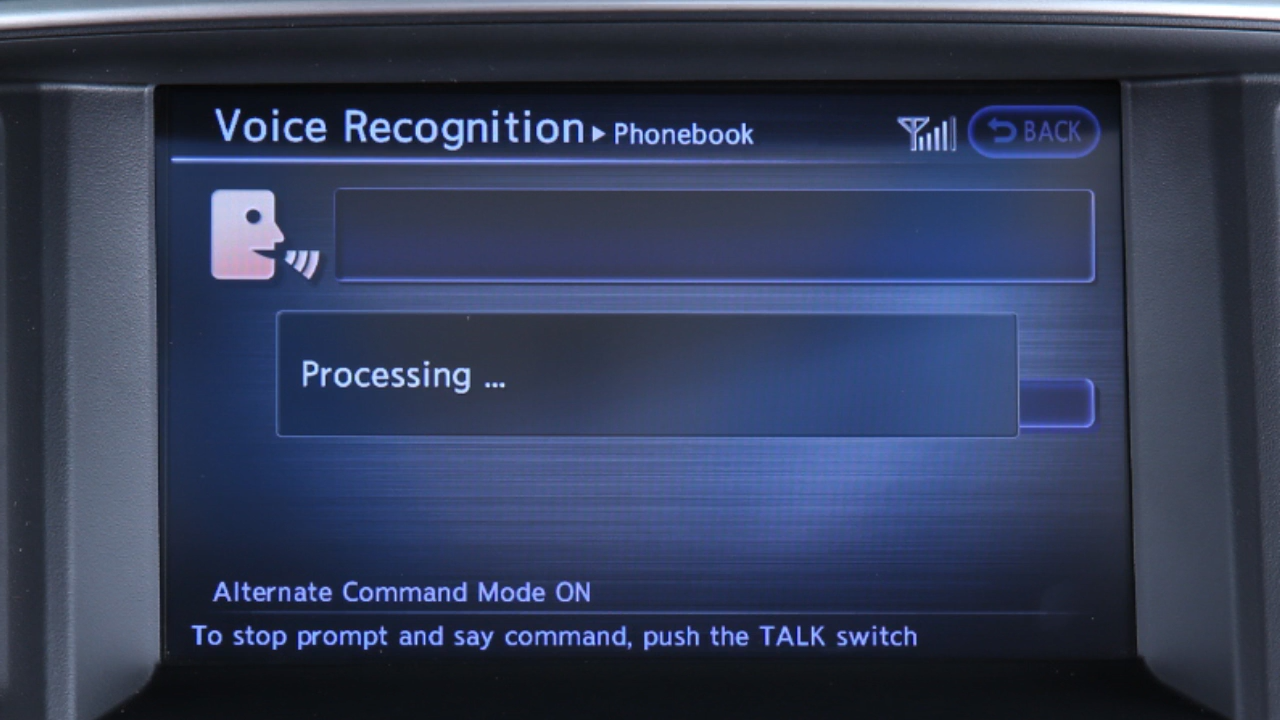 Voice Recognition ▸ Phonebook BACK
Processing ...
Alternate Command Mode ON
To stop prompt and say command, push the TALK switch